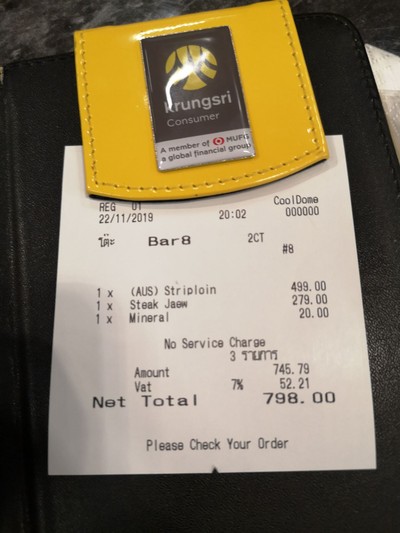 krungsri
Consumer
A member of MUFG
a global financial group
REG 01 CoolDome
22/11/2019 20:02 000000
โต๊ะ Bar8 2CT
#8
1 x (AUS) Striploin 499.00
1 x Steak Jaew 279.00
1 x Mineral 20.00
No Service Charge
3 รายการ
Amount 745.79
Vat 7% 52.21
Net Total 798.00
Please Check Your Order